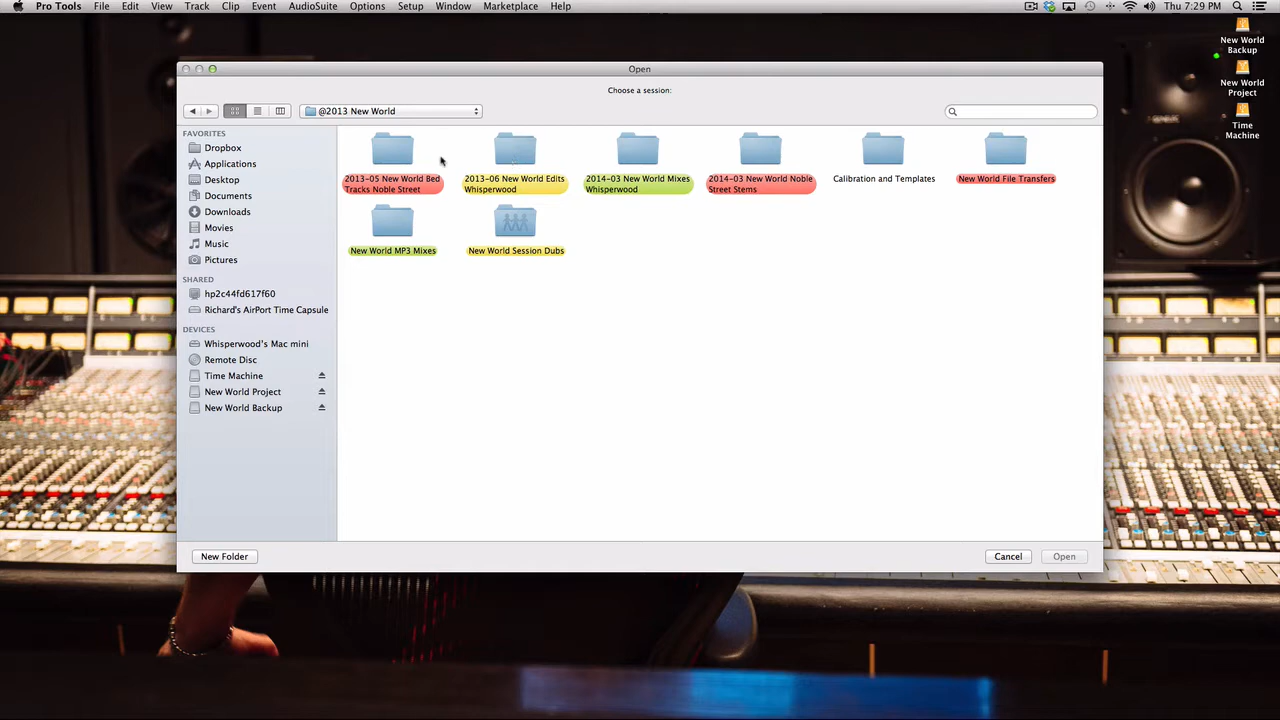 Pro Tools File Edit View Track Clip Event AudioSuite Options Setup Window Marketplace Help Thu 7:29 PM
New World
Backup
New World
Project
Time
Machine
Open
Choose a session:
@2013 New World
FAVORITES
Dropbox
Applications
Desktop
Documents
Downloads
Movies
Music
Pictures
SHARED
hp2c44fd617f60
Richard's AirPort Time Capsule
DEVICES
Whisperwood's Mac mini
Remote Disc
Time Machine
New World Project
New World Backup
2013-05 New World Bed
Tracks Noble Street
2013-06 New World Edits
Whisperwood
2014-03 New World Mixes
Whisperwood
2014-03 New World Noble
Street Stems
Calibration and Templates
New World File Transfers
New World MP3 Mixes
New World Session Dubs
New Folder
Cancel
Open